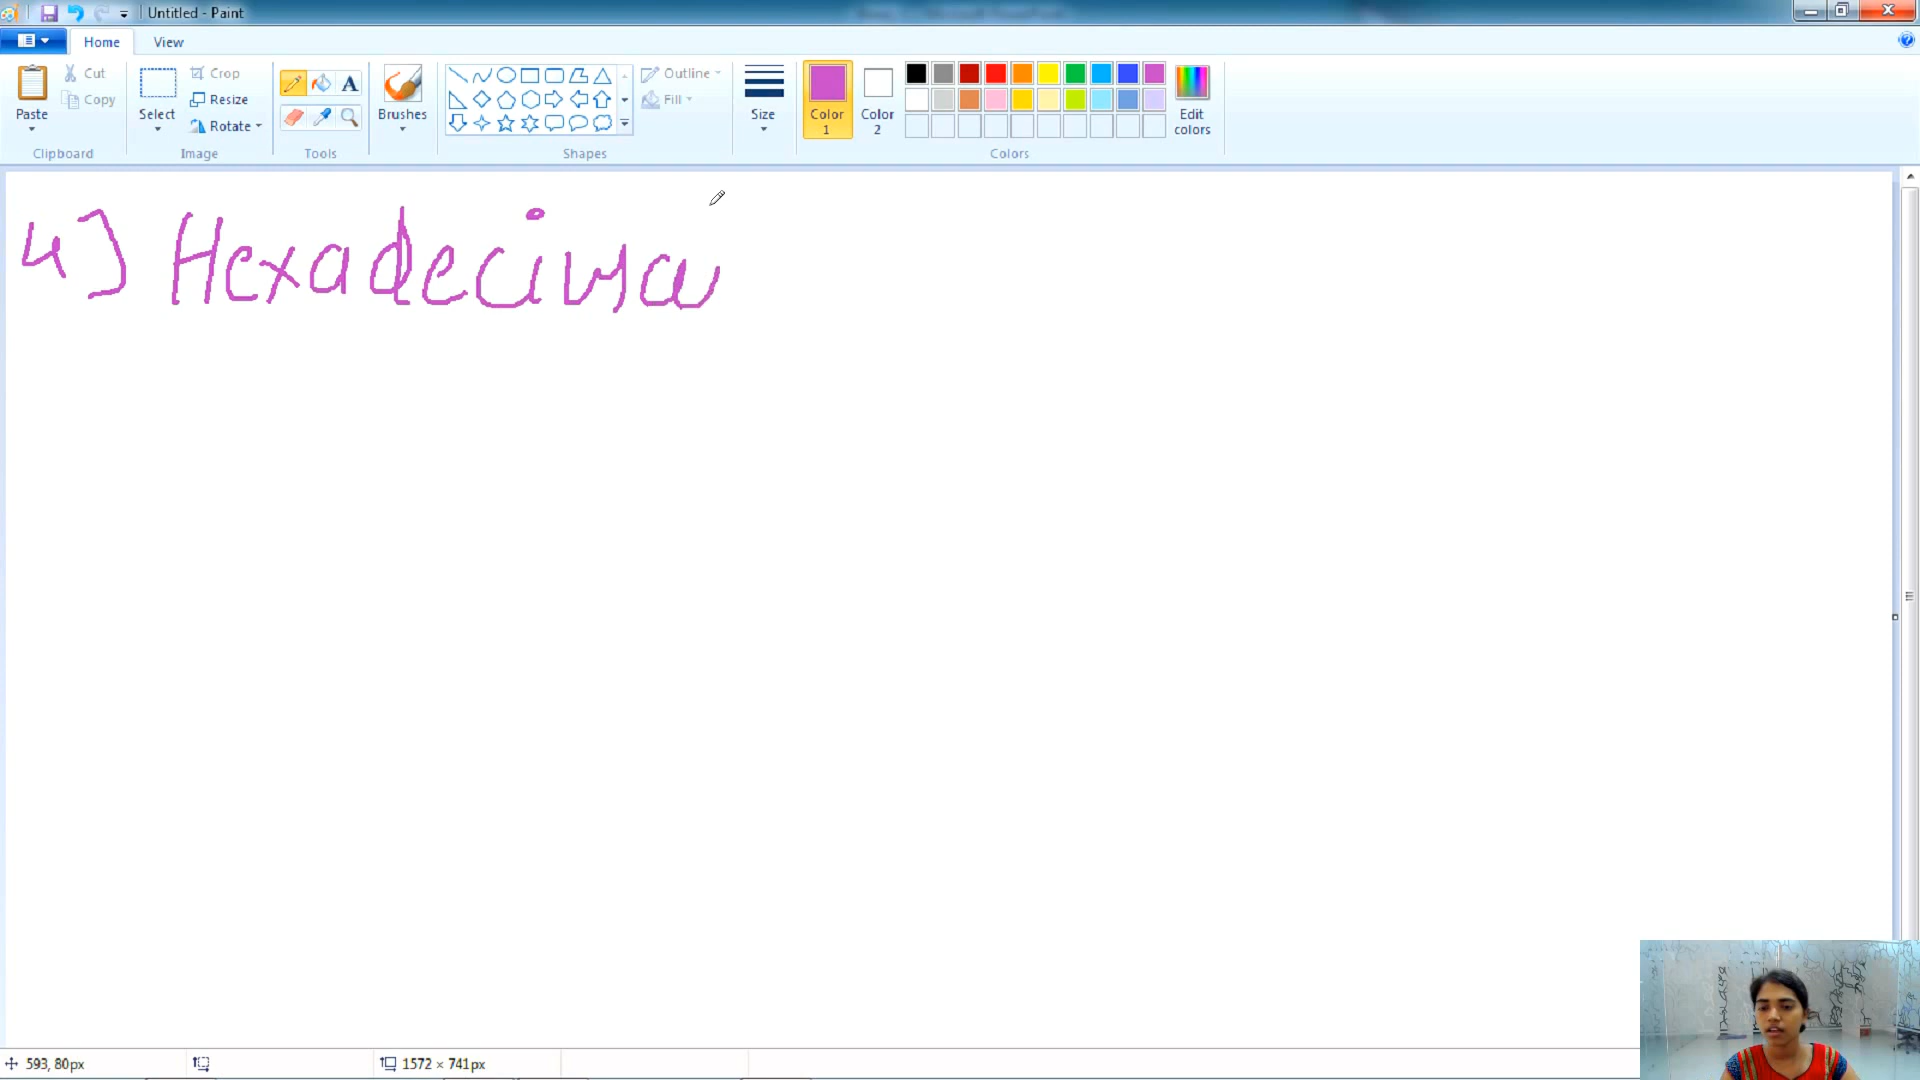 Untitled - Paint
Home View
Paste
Cut
Copy
Clipboard
Select
Crop
Resize
Rotate
Image
Tools
Brushes
Shapes
Outline
Fill
Size
Color 1
Color 2
Edit colors
Colors
4] Hexadecima
593, 80px
1572 × 741px